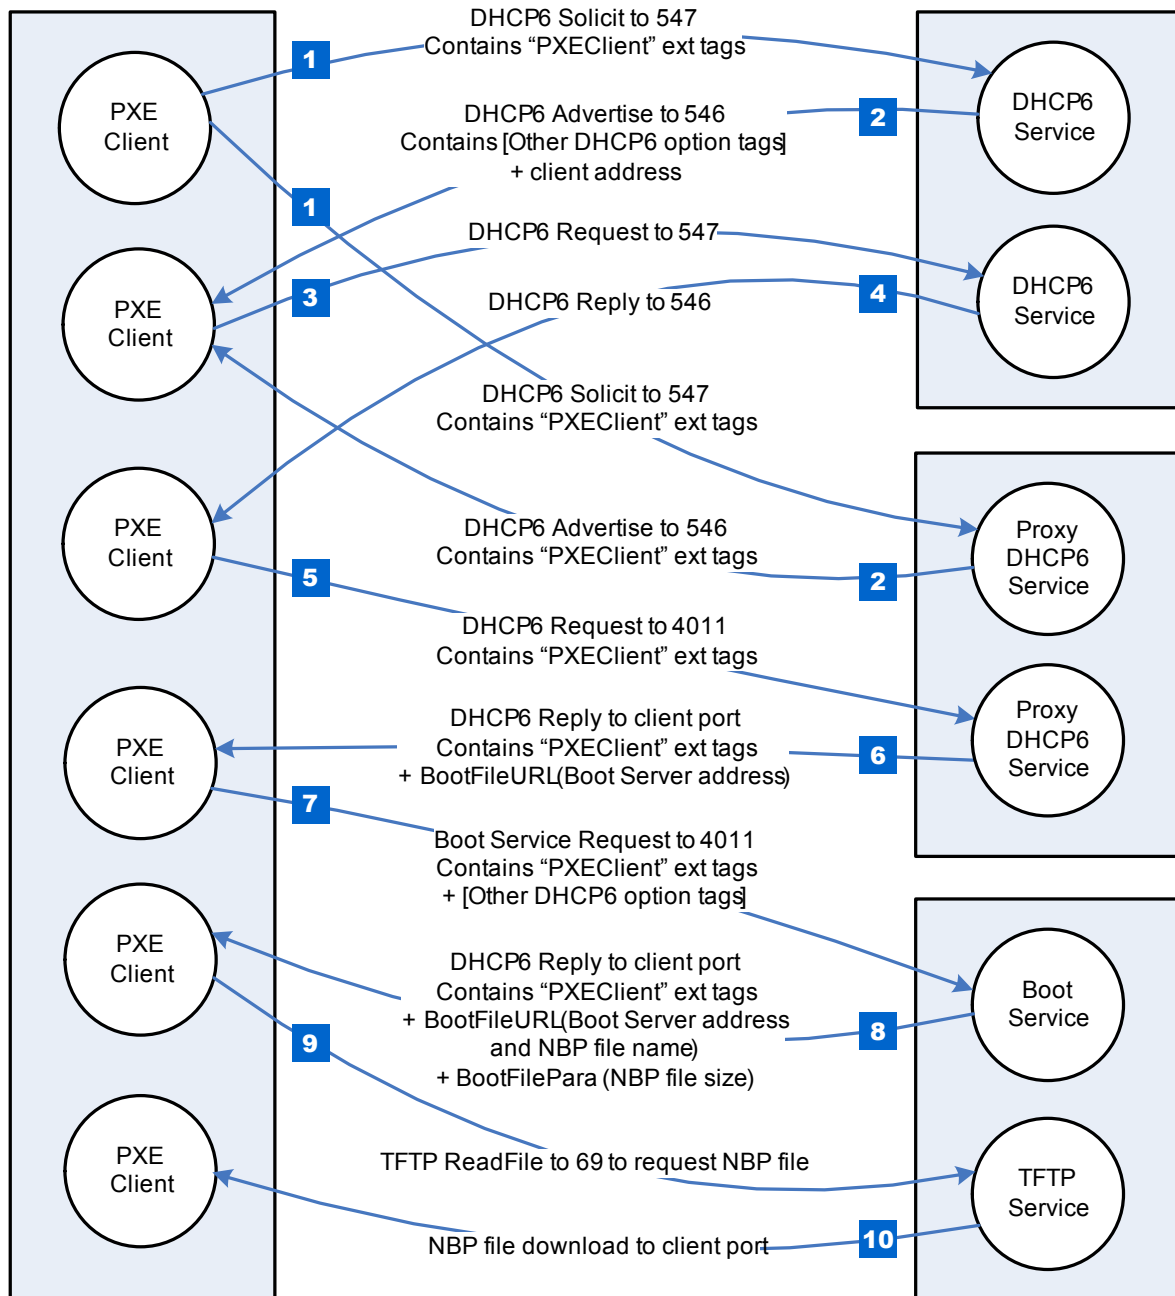 DHCP6 Solicit to 547
Contains “PXEClient” ext tags
1
PXE
Client
DHCP6
Service
DHCP6 Advertise to 546
Contains [Other DHCP6 option tags]
+ client address
2
1
DHCP6 Request to 547
3
PXE
Client
DHCP6
Service
DHCP6 Reply to 546
4
DHCP6 Solicit to 547
Contains “PXEClient” ext tags
PXE
Client
DHCP6 Advertise to 546
Contains “PXEClient” ext tags
2
Proxy
DHCP6
Service
5
DHCP6 Request to 4011
Contains “PXEClient” ext tags
PXE
Client
DHCP6 Reply to client port
Contains “PXEClient” ext tags
+ BootFileURL(Boot Server address)
6
Proxy
DHCP6
Service
7
Boot Service Request to 4011
Contains “PXEClient” ext tags
+ [Other DHCP6 option tags]
PXE
Client
DHCP6 Reply to client port
Contains “PXEClient” ext tags
+ BootFileURL(Boot Server address
and NBP file name)
+ BootFilePara (NBP file size)
8
Boot
Service
9
PXE
Client
TFTP ReadFile to 69 to request NBP file
TFTP
Service
NBP file download to client port
10